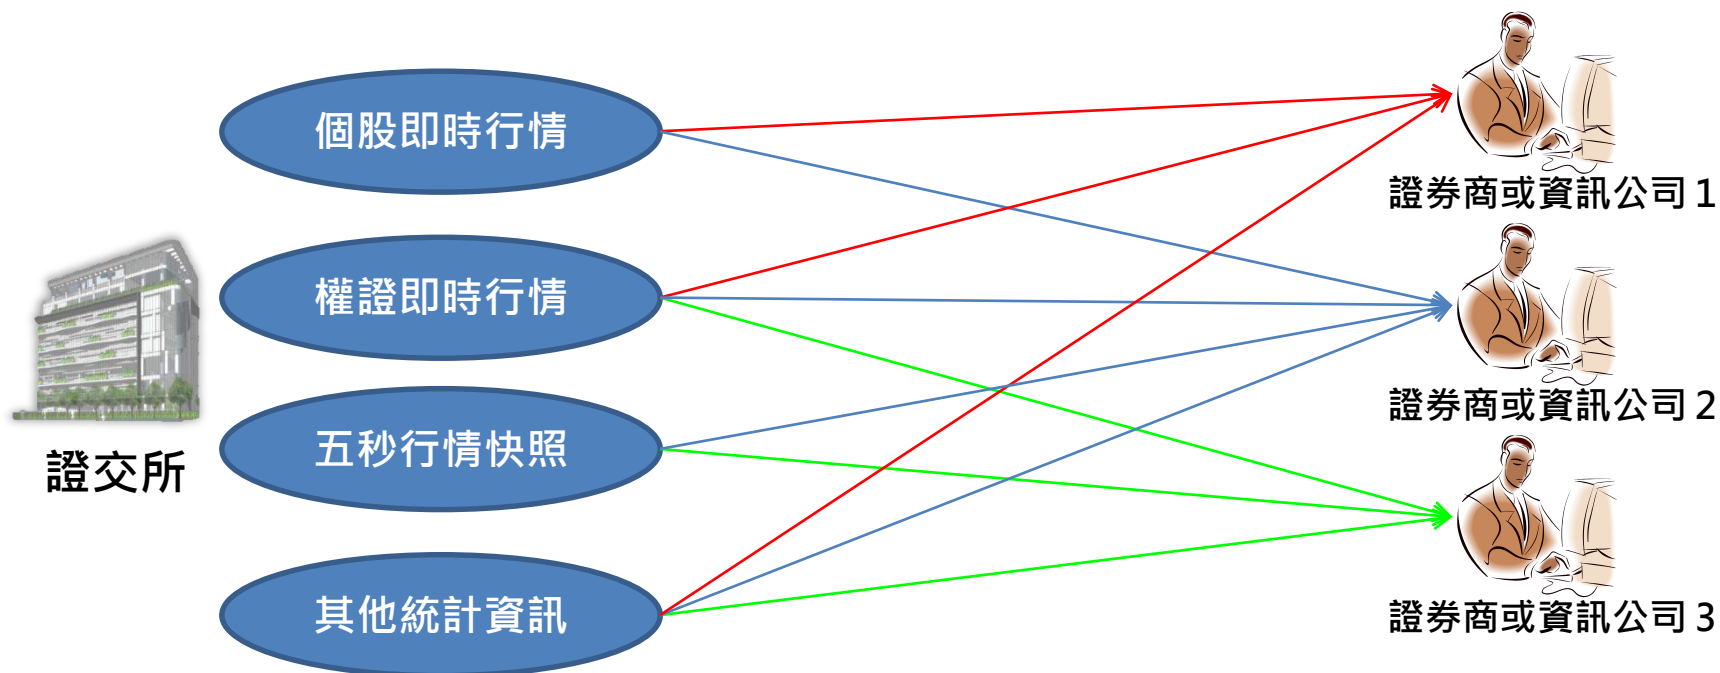 個股即時行情
證券商或資訊公司 1
權證即時行情
證券商或資訊公司 2
五秒行情快照
證交所
其他統計資訊
證券商或資訊公司 3